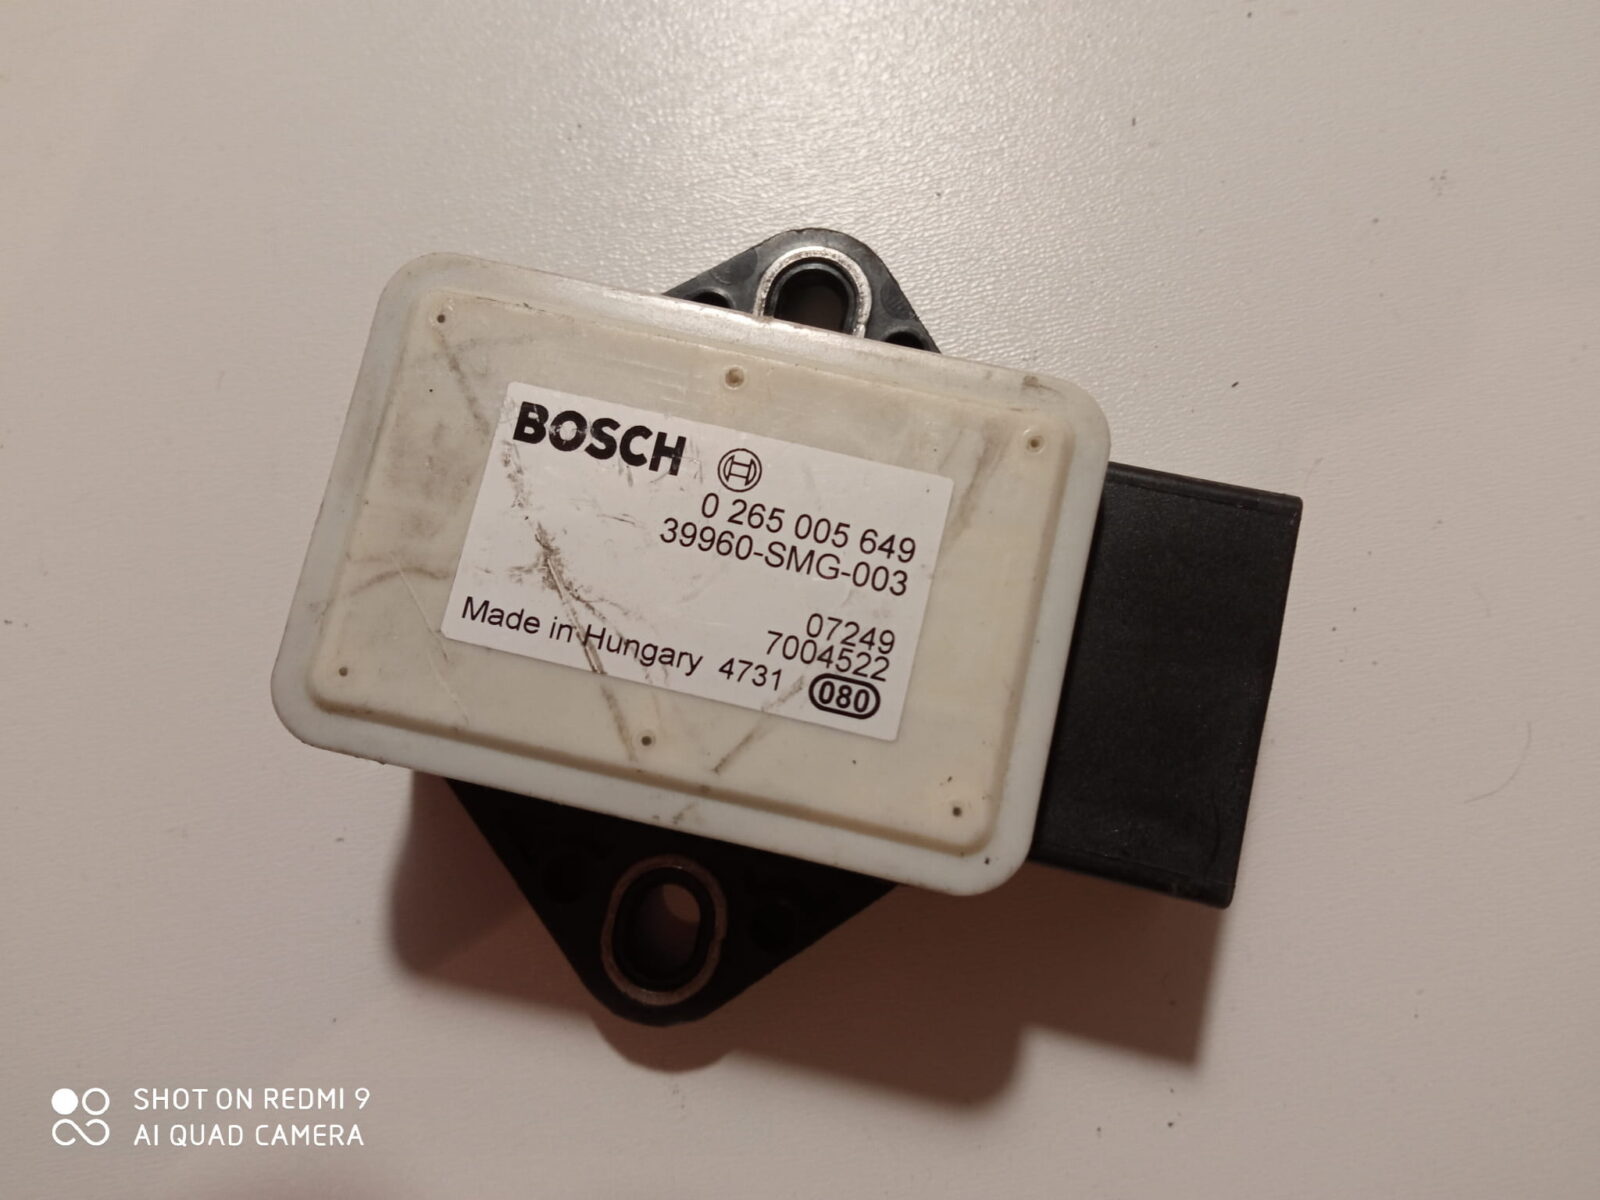 BOSCH
0 265 005 649
39960-SMG-003
07249
7004522
Made in Hungary 4731 080
SHOT ON REDMI 9
AI QUAD CAMERA